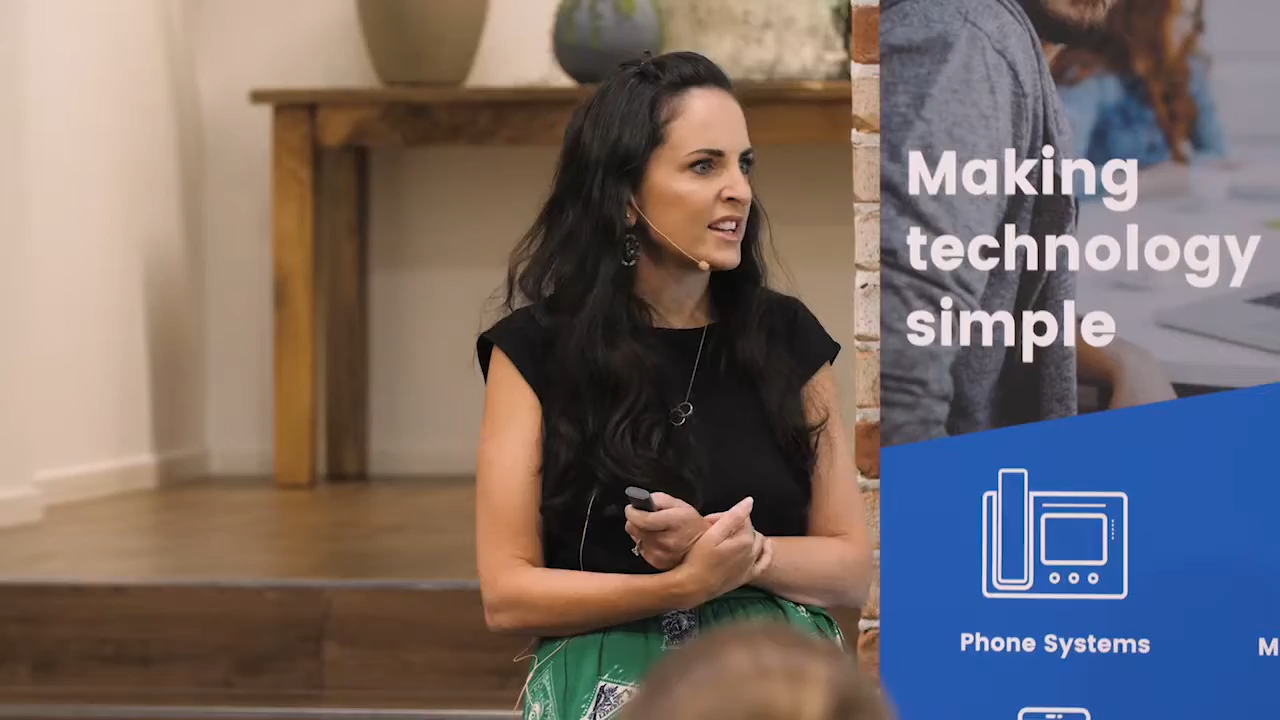 Making
technology
simple
Phone Systems
M